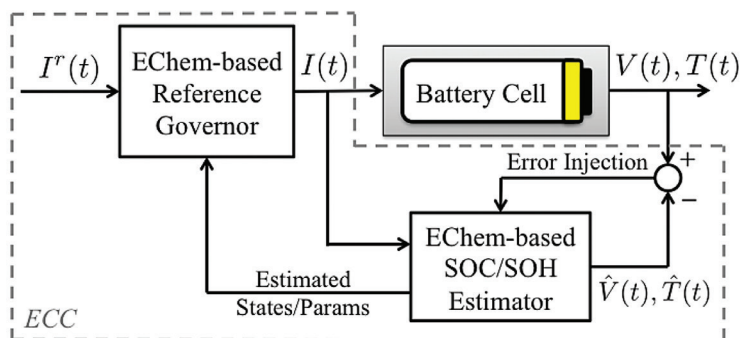 I^r(t)
EChem-based
Reference
Governor
I(t)
Battery Cell
V(t), T(t)
Error Injection
+
−
EChem-based
SOC/SOH
Estimator
V̂(t), T̂(t)
Estimated
States/Params
ECC